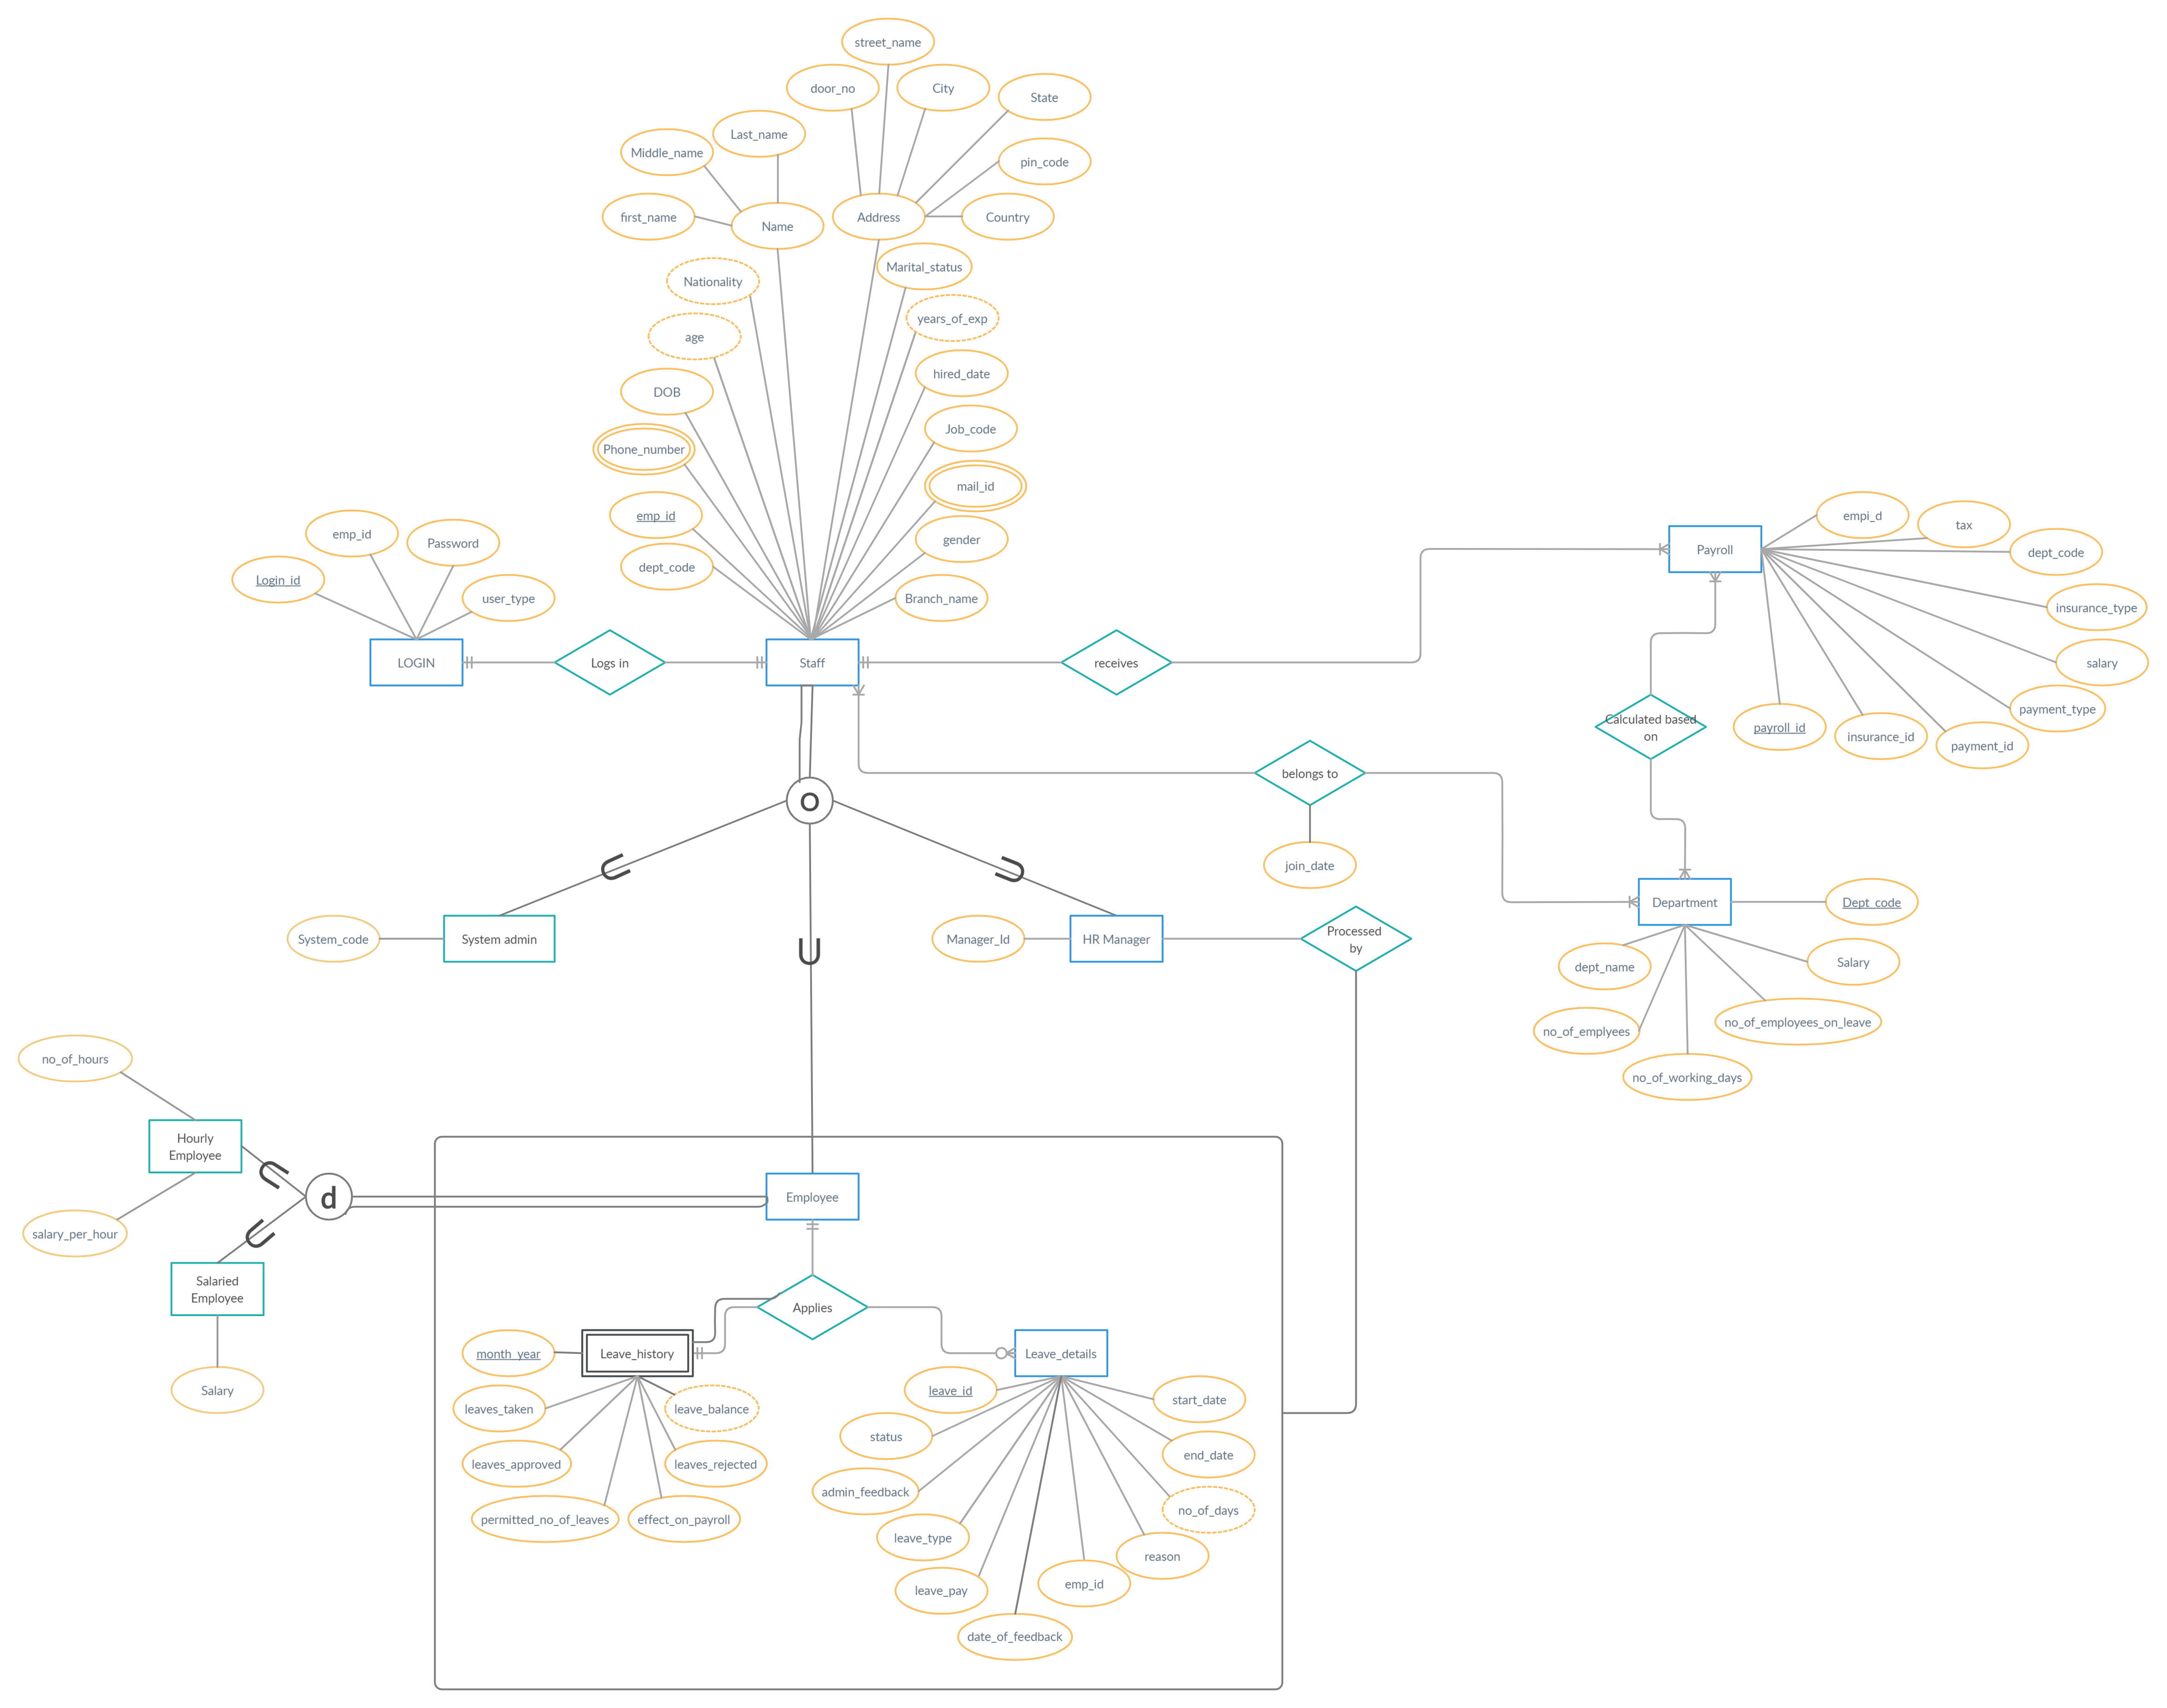 street_name
door_no
City
State
Last_name
Middle_name
pin_code
first_name
Name
Address
Country
Marital_status
Nationality
years_of_exp
age
hired_date
DOB
Job_code
Phone_number
mail_id
emp_id
gender
dept_code
Branch_name
emp_id
Password
Login_id
user_type
LOGIN
Logs in
Staff
receives
Payroll
empi_d
tax
dept_code
insurance_type
salary
payment_type
payment_id
insurance_id
payroll_id
Calculated based
on
belongs to
join_date
O
U
U
U
System_code
System admin
Manager_Id
HR Manager
Processed
by
Department
Dept_code
dept_name
Salary
no_of_emplyees
no_of_employees_on_leave
no_of_working_days
no_of_hours
Hourly
Employee
U
d
salary_per_hour
U
Salaried
Employee
Salary
Employee
Applies
month_year
Leave_history
Leave_details
leaves_taken
leave_balance
leaves_approved
leaves_rejected
permitted_no_of_leaves
effect_on_payroll
leave_id
start_date
status
end_date
admin_feedback
no_of_days
leave_type
reason
leave_pay
emp_id
date_of_feedback